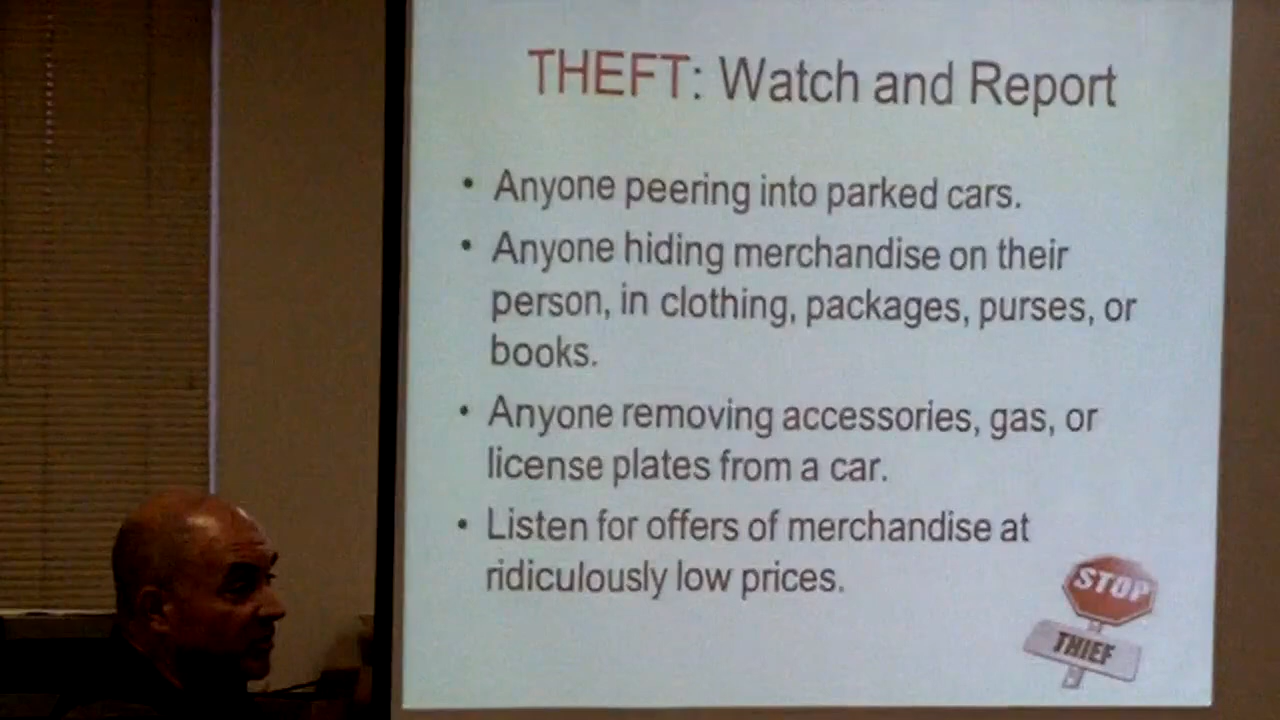 THEFT: Watch and Report
• Anyone peering into parked cars.
• Anyone hiding merchandise on their
person, in clothing, packages, purses, or
books.
• Anyone removing accessories, gas, or
license plates from a car.
• Listen for offers of merchandise at
ridiculously low prices.
STOP
THIEF